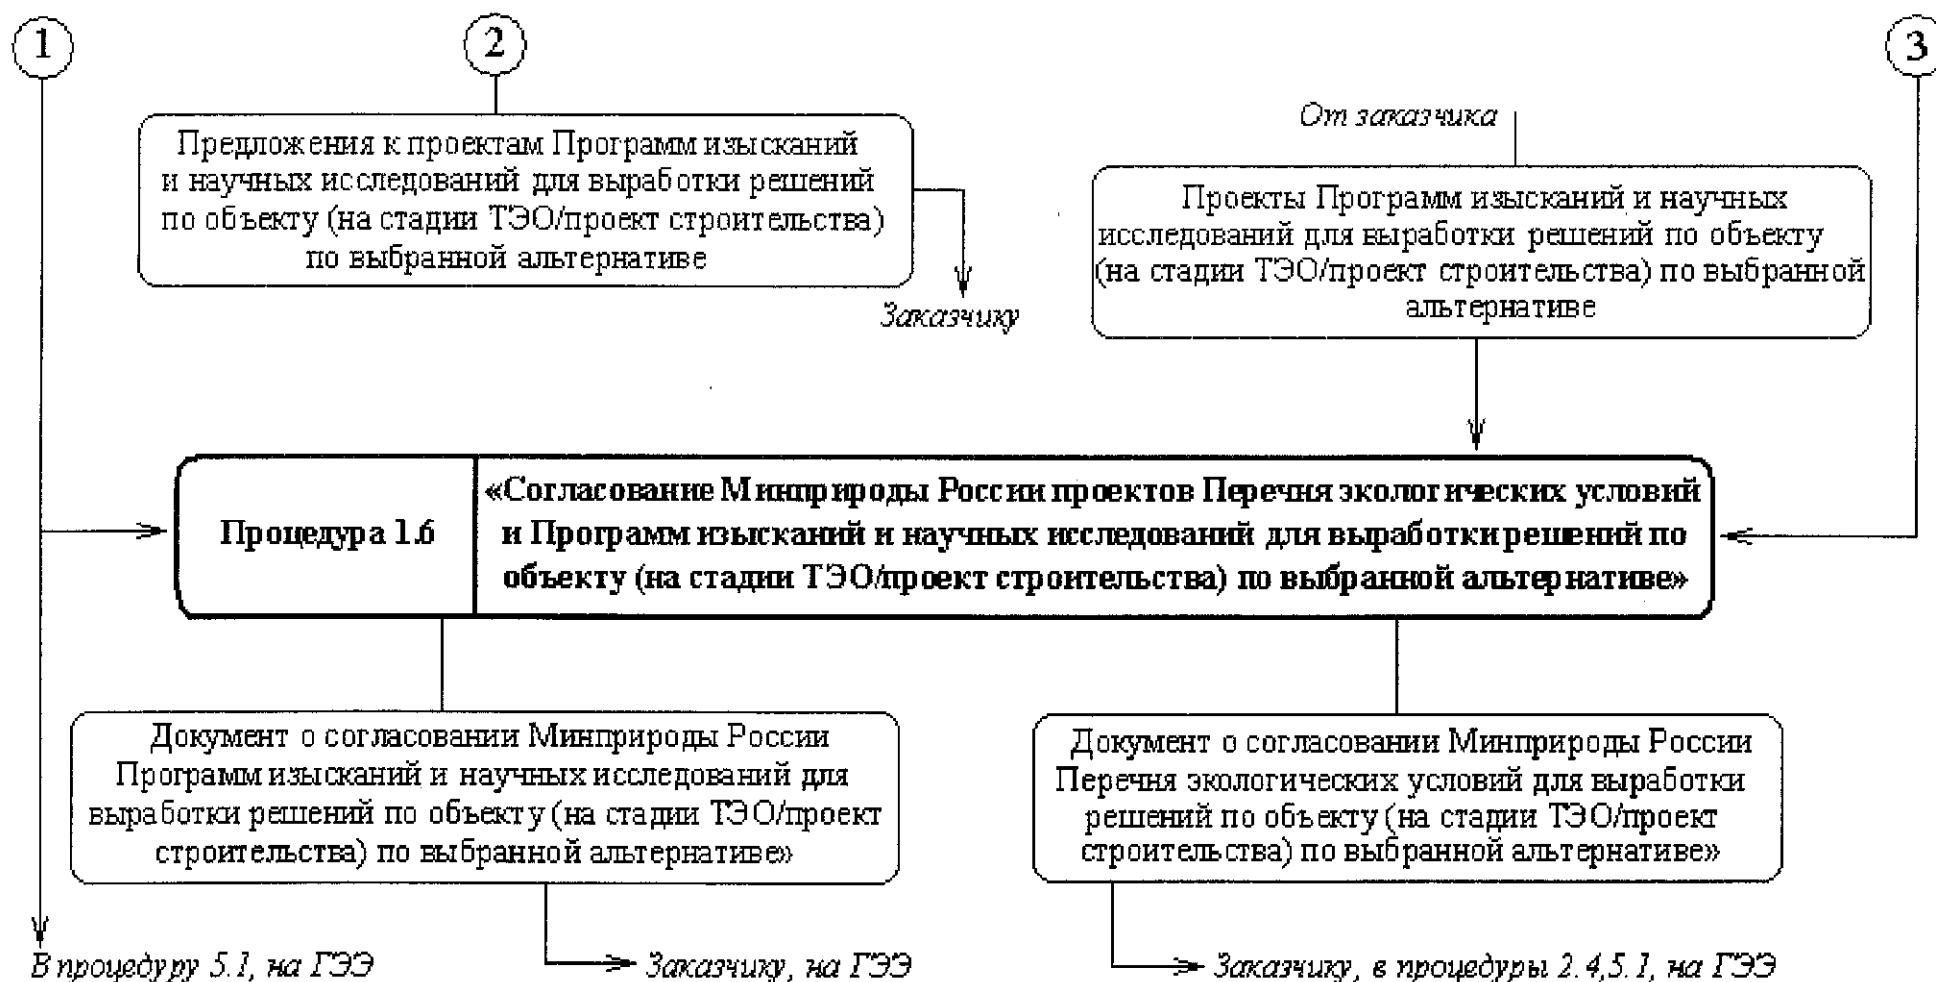 1
2
3
Предложения к проектам Программ изысканий
и научных исследований для выработки решений
по объекту (на стадии ТЭО/проект строительства)
по выбранной альтернативе
Заказчику
От заказчика
Проекты Программ изысканий и научных
исследований для выработки решений по объекту
(на стадии ТЭО/проект строительства) по выбранной
альтернативе
Процедура 1.6
«Согласование Минприроды России проектов Перечня экологических условий
и Программ изысканий и научных исследований для выработки решений по
объекту (на стадии ТЭО/проект строительства) по выбранной альтернативе»
Документ о согласовании Минприроды России
Программ изысканий и научных исследований для
выработки решений по объекту (на стадии ТЭО/проект
строительства) по выбранной альтернативе»
Документ о согласовании Минприроды России
Перечня экологических условий для выработки
решений по объекту (на стадии ТЭО/проект
строительства) по выбранной альтернативе»
В процедуру 5.1, на ГЭЭ
Заказчику, на ГЭЭ
Заказчику, в процедуры 2.4,5.1, на ГЭЭ